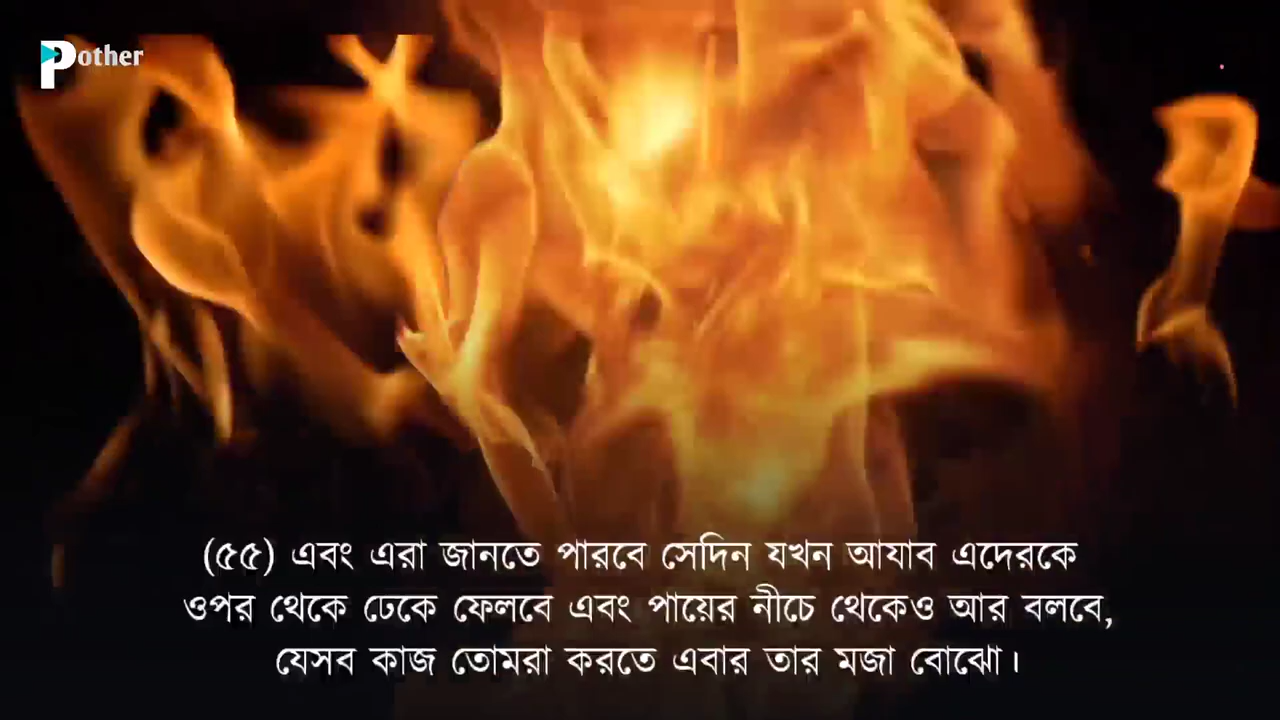 Pother
(৫৫) এবং এরা জানতে পারবে সেদিন যখন আযাব এদেরকে
ওপর থেকে ঢেকে ফেলবে এবং পায়ের নীচে থেকেও আর বলবে,
যেসব কাজ তোমরা করতে এবার তার মজা বোঝো।